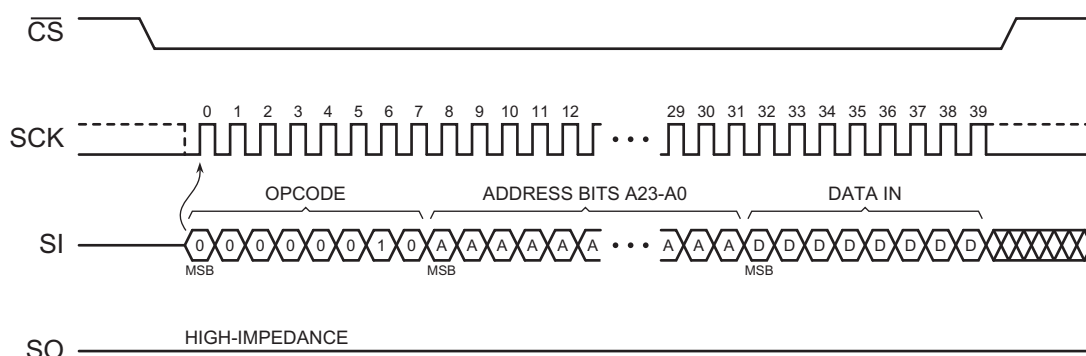 CS
0 1 2 3 4 5 6 7 8 9 10 11 12 29 30 31 32 33 34 35 36 37 38 39
SCK
OPCODE ADDRESS BITS A23-A0 DATA IN
SI 0 0 0 0 0 0 1 0 A A A A A A A A A D D D D D D D D
MSB MSB MSB
HIGH-IMPEDANCE
SO